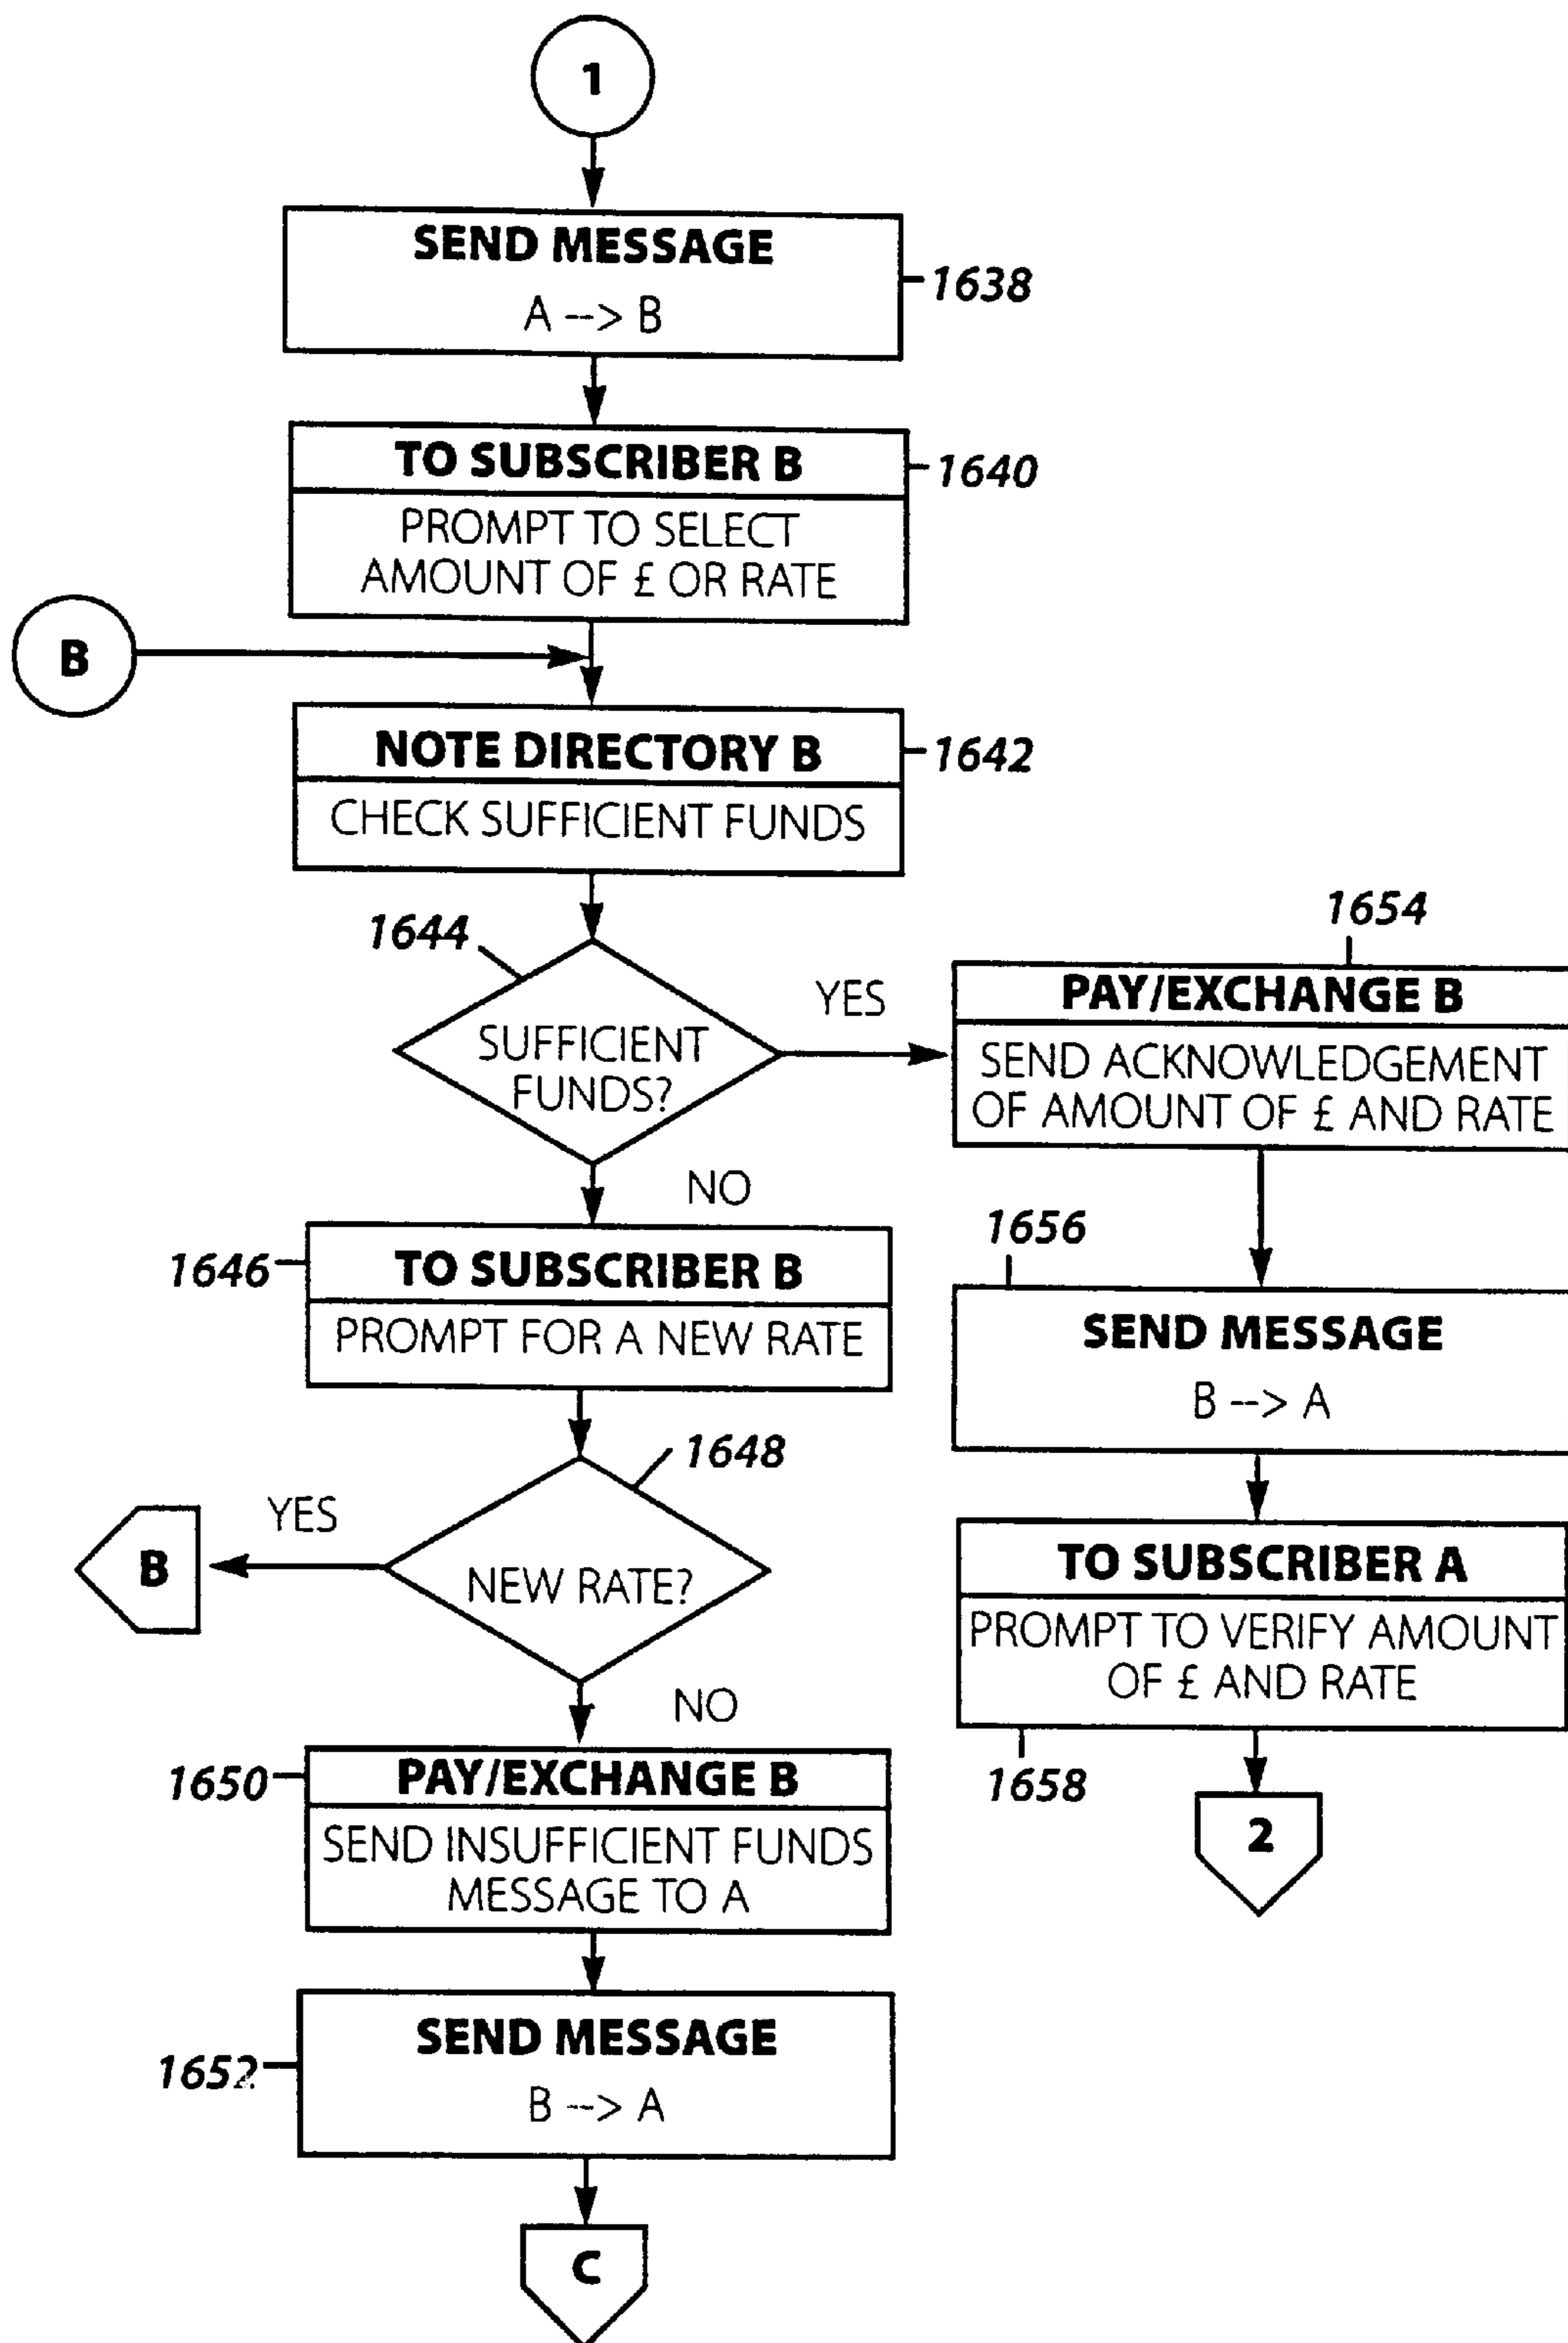 1
SEND MESSAGE
A --> B
1638
TO SUBSCRIBER B
1640
PROMPT TO SELECT
AMOUNT OF £ OR RATE
B
NOTE DIRECTORY B
1642
CHECK SUFFICIENT FUNDS
1644
SUFFICIENT
FUNDS?
YES
NO
1654
PAY/EXCHANGE B
SEND ACKNOWLEDGEMENT
OF AMOUNT OF £ AND RATE
1656
SEND MESSAGE
B --> A
TO SUBSCRIBER A
PROMPT TO VERIFY AMOUNT
OF £ AND RATE
1658
2
1646
TO SUBSCRIBER B
PROMPT FOR A NEW RATE
1648
NEW RATE?
YES
B
NO
1650
PAY/EXCHANGE B
SEND INSUFFICIENT FUNDS
MESSAGE TO A
1652
SEND MESSAGE
B --> A
C